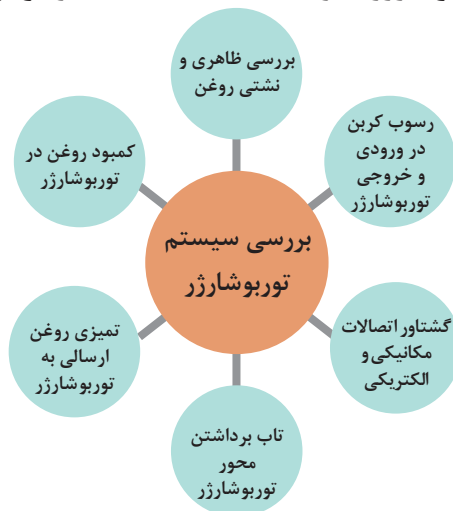 بررسی ظاهری و
نشتی روغن
رسوب کربن
در ورودی
و خروجی
توربوشارژر
کمبود روغن در
توربوشارژر
بررسی سیستم
توربوشارژر
گشتاور اتصالات
مکانیکی و
الکتریکی
تمیزی روغن
ارسالی به
توربوشارژر
تاب برداشتن
محور
توربوشارژر